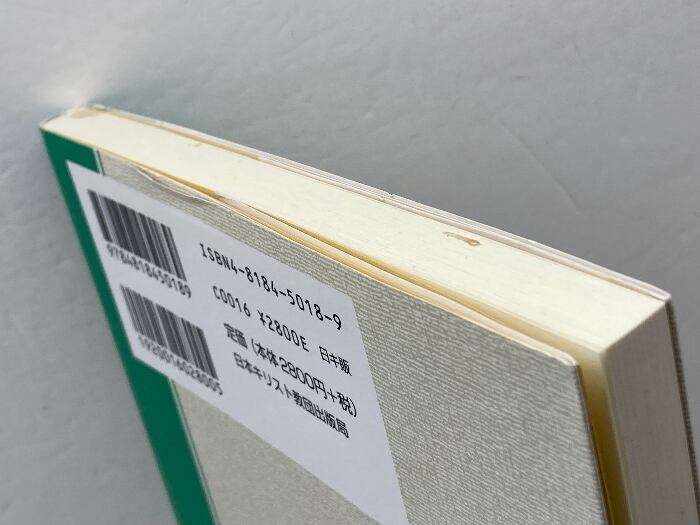 9784818450189
1920016028005
ISBN4-8184-5018-9
C0016 ¥2800E 日キ販
定価(本体2800円+税)
日本キリスト教団出版局